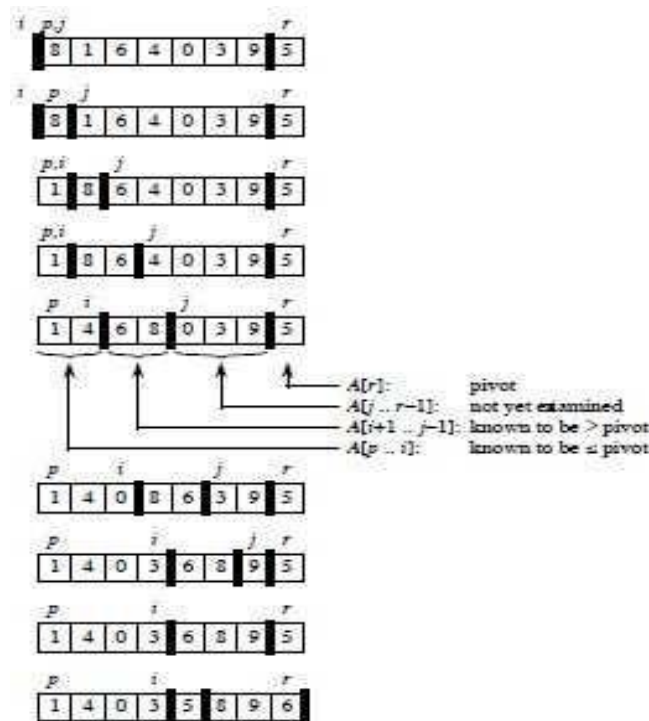 i p,j r
8 1 6 4 0 3 9 5
i p j r
8 1 6 4 0 3 9 5
p,i j r
1 8 6 4 0 3 9 5
p,i j r
1 8 6 4 0 3 9 5
p i j r
1 4 6 8 0 3 9 5
A[r]: pivot
A[j .. r–1]: not yet examined
A[i+1 .. j–1]: known to be > pivot
A[p .. i]: known to be ≤ pivot
p i j r
1 4 0 8 6 3 9 5
p i j r
1 4 0 3 6 8 9 5
p i r
1 4 0 3 6 8 9 5
p i r
1 4 0 3 5 8 9 6